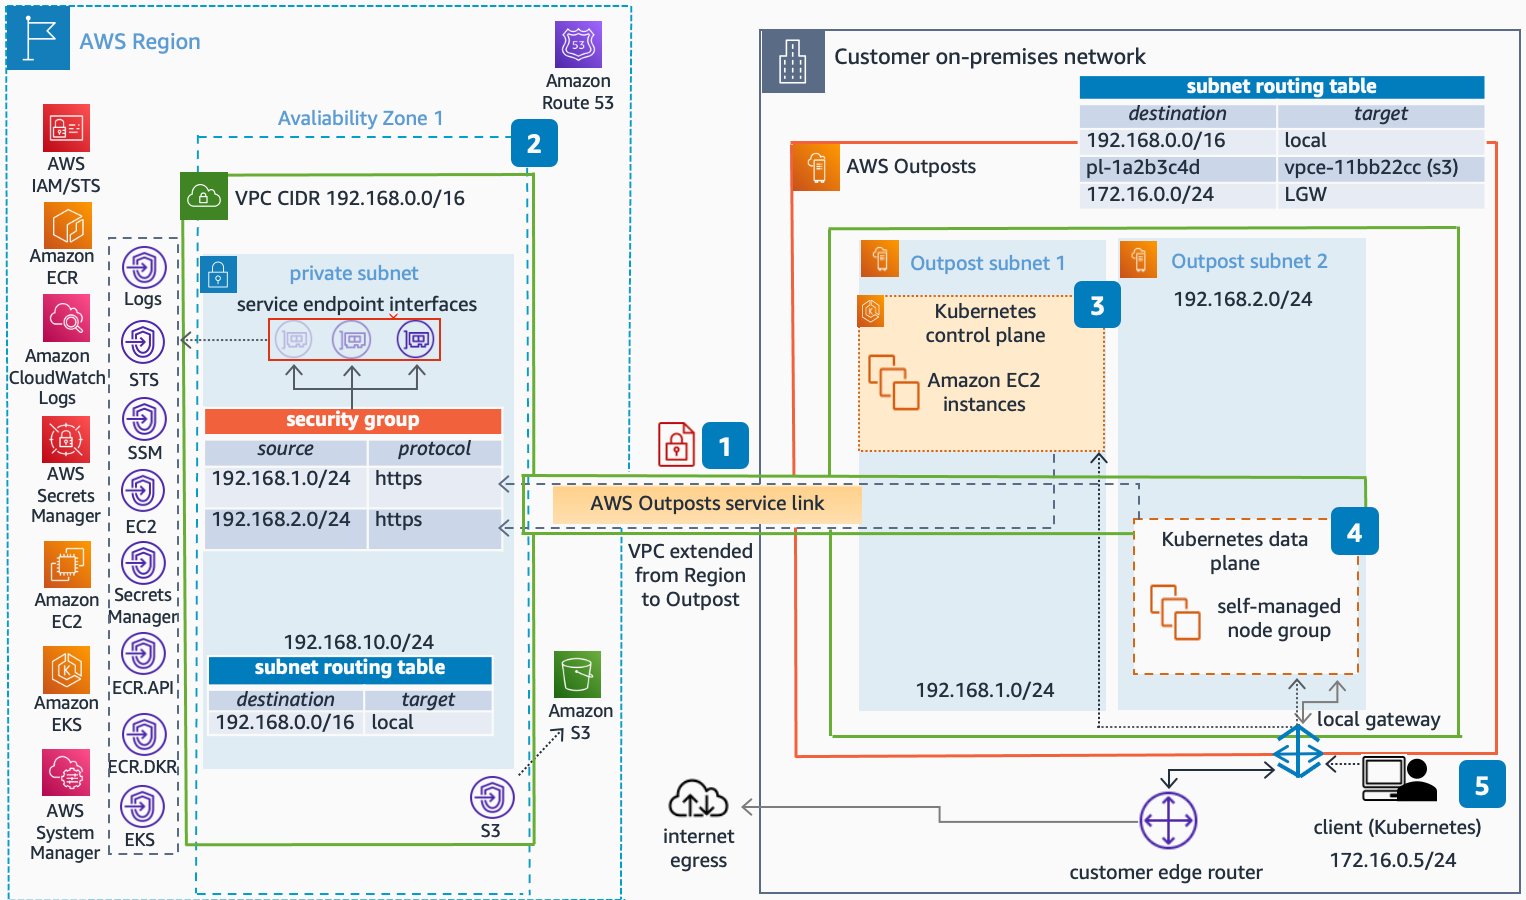 AWS Region
53
Amazon
Route 53
Avaliability Zone 1
2
AWS
IAM/STS
Amazon
ECR
Amazon
CloudWatch
Logs
AWS
Secrets
Manager
Amazon
EC2
Amazon
EKS
AWS
System
Manager
Logs
STS
SSM
EC2
Secrets
Manager
ECR.API
ECR.DKR
EKS
VPC CIDR 192.168.0.0/16
private subnet
service endpoint interfaces
security group
source protocol
192.168.1.0/24 https
192.168.2.0/24 https
192.168.10.0/24
subnet routing table
destination target
192.168.0.0/16 local
S3
Amazon
S3
1
AWS Outposts service link
VPC extended
from Region
to Outpost
Customer on-premises network
subnet routing table
destination target
192.168.0.0/16 local
pl-1a2b3c4d vpce-11bb22cc (s3)
172.16.0.0/24 LGW
AWS Outposts
Outpost subnet 1
Kubernetes
control plane
3
Amazon EC2
instances
192.168.1.0/24
Outpost subnet 2
192.168.2.0/24
Kubernetes data
plane
4
self-managed
node group
local gateway
5
client (Kubernetes)
172.16.0.5/24
customer edge router
internet
egress